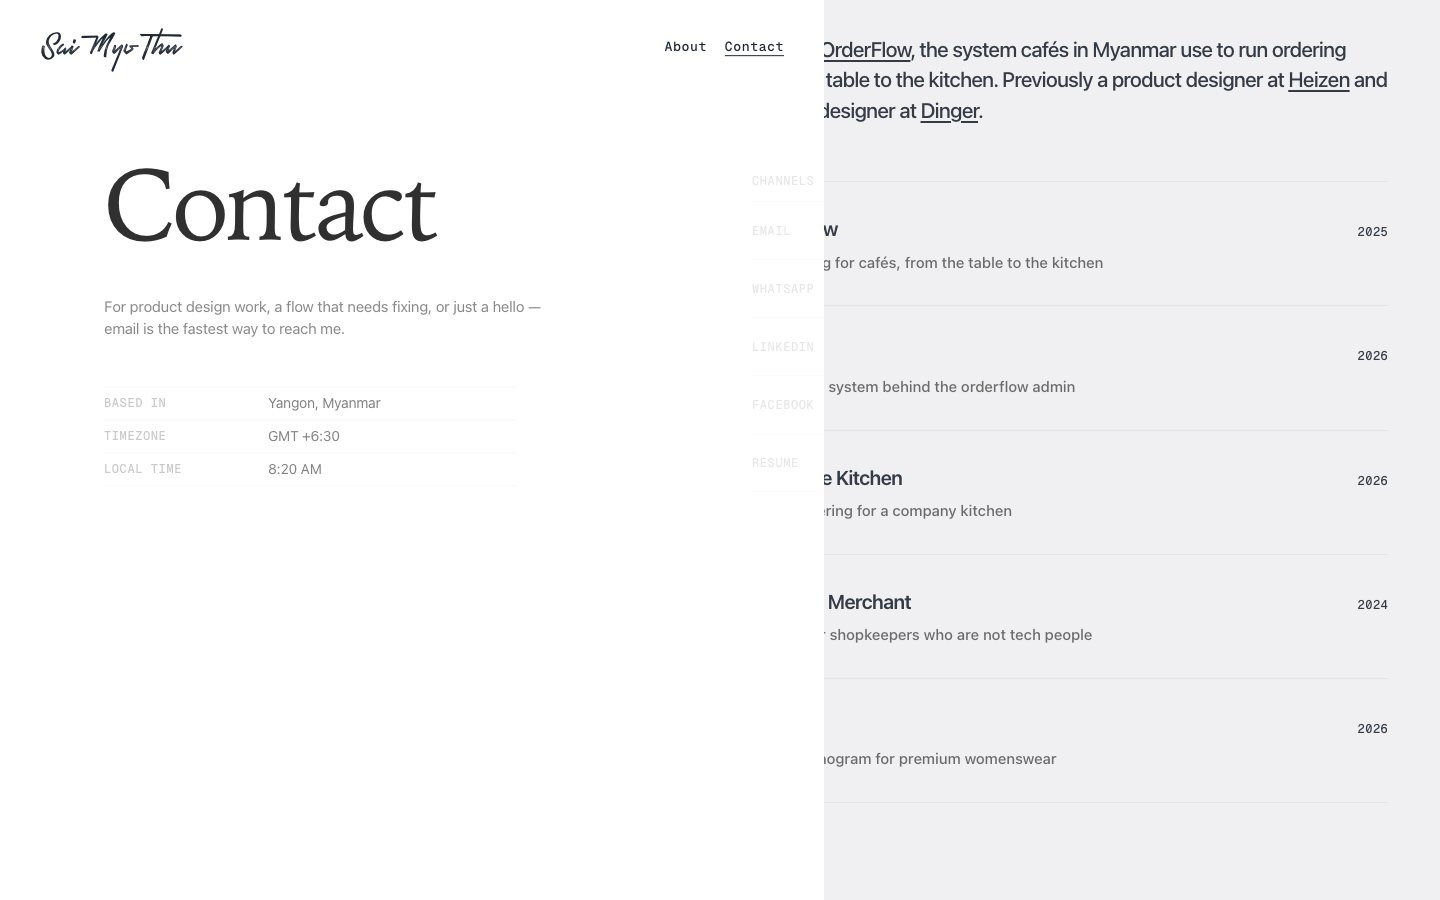 Sai Myo Thu
About
Contact
Contact
For product design work, a flow that needs fixing, or just a hello —
email is the fastest way to reach me.
BASED IN Yangon, Myanmar
TIMEZONE GMT +6:30
LOCAL TIME 8:20 AM
CHANNELS
EMAIL
WHATSAPP
LINKEDIN
FACEBOOK
RESUME
OrderFlow, the system cafés in Myanmar use to run ordering
table to the kitchen. Previously a product designer at Heizen and
designer at Dinger.
w 2025
g for cafés, from the table to the kitchen
2026
system behind the orderflow admin
e Kitchen 2026
ering for a company kitchen
Merchant 2024
r shopkeepers who are not tech people
2026
nogram for premium womenswear